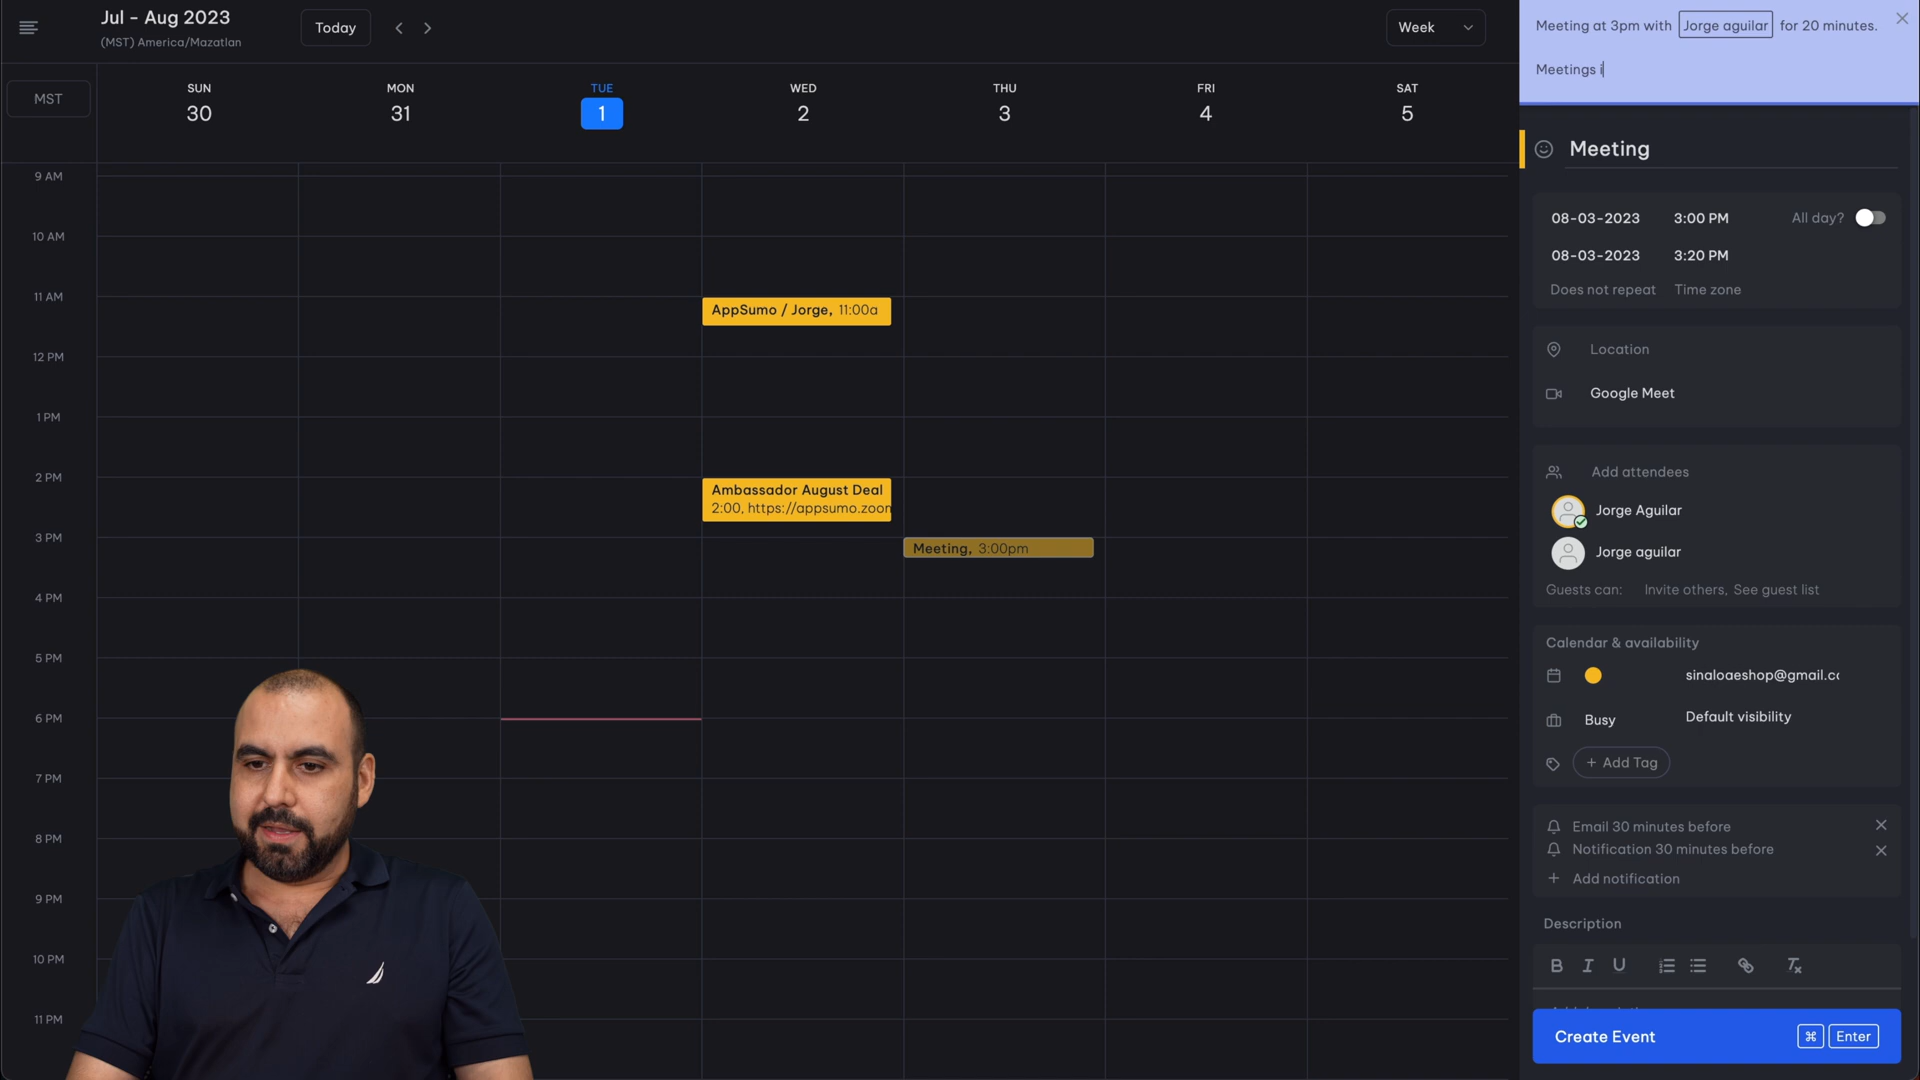 Jul - Aug 2023
(MST) America/Mazatlan
Today
Week
MST
SUN
30
MON
31
TUE
1
WED
2
THU
3
FRI
4
SAT
5
9 AM
10 AM
11 AM
12 PM
1 PM
2 PM
3 PM
4 PM
5 PM
6 PM
7 PM
8 PM
9 PM
10 PM
11 PM
AppSumo / Jorge, 11:00a
Ambassador August Deal
2:00, https://appsumo.zoon
Meeting, 3:00pm
Meeting at 3pm with Jorge aguilar for 20 minutes.
Meetings i
Meeting
08-03-2023 3:00 PM All day?
08-03-2023 3:20 PM
Does not repeat Time zone
Location
Google Meet
Add attendees
Jorge Aguilar
Jorge aguilar
Guests can: Invite others, See guest list
Calendar & availability
sinaloaeshop@gmail.cc
Busy Default visibility
+ Add Tag
Email 30 minutes before
Notification 30 minutes before
+ Add notification
Description
B I U
Create Event ⌘ Enter